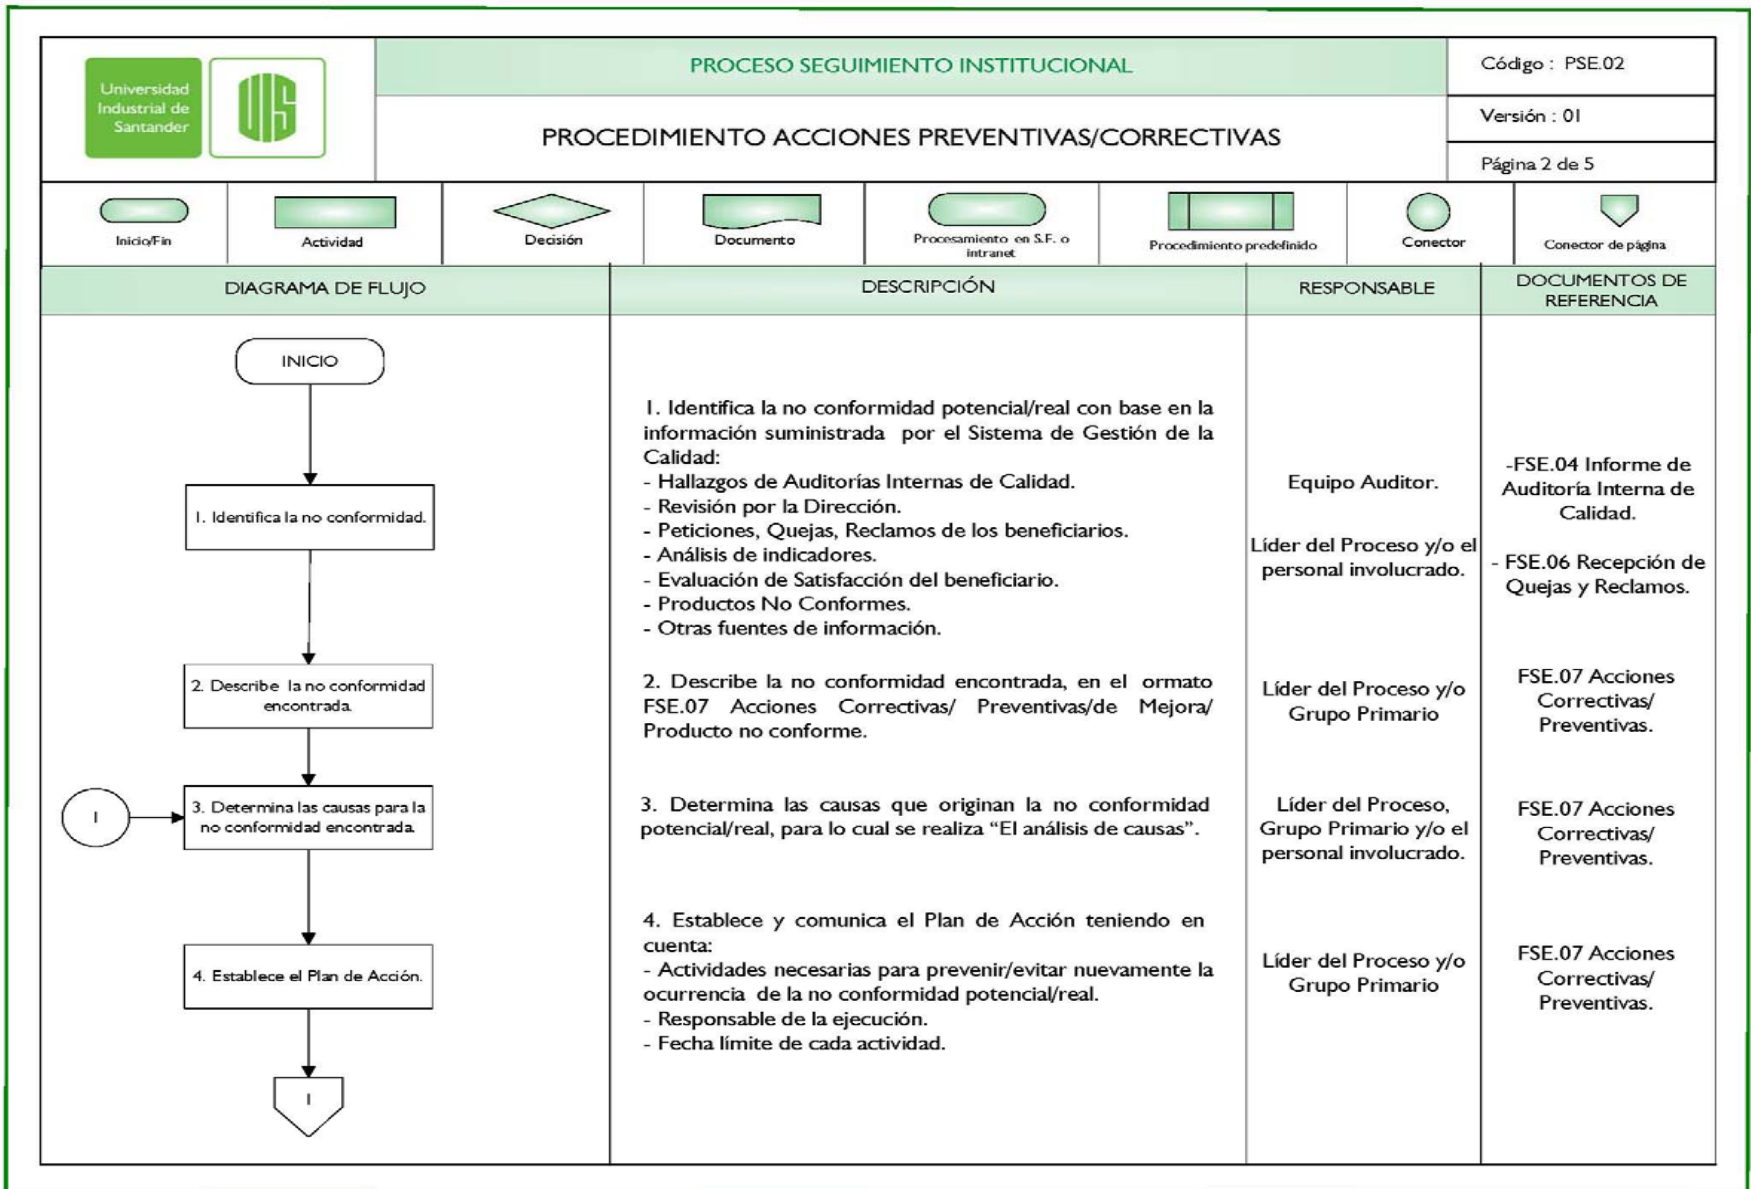 Universidad
Industrial de
Santander
UIS
PROCESO SEGUIMIENTO INSTITUCIONAL
Código : PSE.02
PROCEDIMIENTO ACCIONES PREVENTIVAS/CORRECTIVAS
Versión : 01
Página 2 de 5
Inicio/Fin
Actividad
Decisión
Documento
Procesamiento en S.F. o
intranet
Procedimiento predefinido
Conector
Conector de página
DIAGRAMA DE FLUJO
DESCRIPCIÓN
RESPONSABLE
DOCUMENTOS DE
REFERENCIA
INICIO
1. Identifica la no conformidad.
1. Identifica la no conformidad potencial/real con base en la
información suministrada por el Sistema de Gestión de la
Calidad:
- Hallazgos de Auditorías Internas de Calidad.
- Revisión por la Dirección.
- Peticiones, Quejas, Reclamos de los beneficiarios.
- Análisis de indicadores.
- Evaluación de Satisfacción del beneficiario.
- Productos No Conformes.
- Otras fuentes de información.
Equipo Auditor.
Líder del Proceso y/o el
personal involucrado.
-FSE.04 Informe de
Auditoría Interna de
Calidad.
- FSE.06 Recepción de
Quejas y Reclamos.
2. Describe la no conformidad
encontrada.
2. Describe la no conformidad encontrada, en el ormato
FSE.07 Acciones Correctivas/ Preventivas/de Mejora/
Producto no conforme.
Líder del Proceso y/o
Grupo Primario
FSE.07 Acciones
Correctivas/
Preventivas.
1
3. Determina las causas para la
no conformidad encontrada.
3. Determina las causas que originan la no conformidad
potencial/real, para lo cual se realiza “El análisis de causas”.
Líder del Proceso,
Grupo Primario y/o el
personal involucrado.
FSE.07 Acciones
Correctivas/
Preventivas.
4. Establece el Plan de Acción.
4. Establece y comunica el Plan de Acción teniendo en
cuenta:
- Actividades necesarias para prevenir/evitar nuevamente la
ocurrencia de la no conformidad potencial/real.
- Responsable de la ejecución.
- Fecha límite de cada actividad.
Líder del Proceso y/o
Grupo Primario
FSE.07 Acciones
Correctivas/
Preventivas.
1